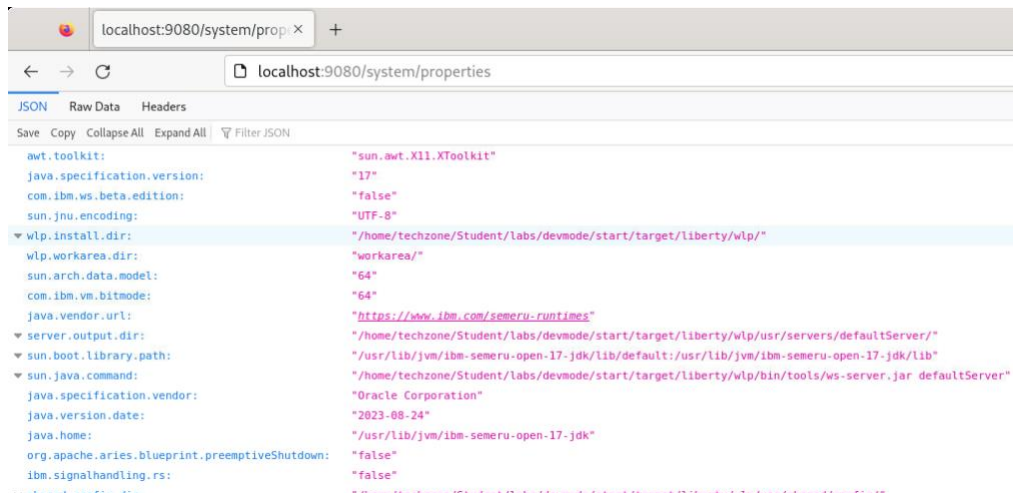 localhost:9080/system/prop × +
localhost:9080/system/properties
JSON Raw Data Headers
Save Copy Collapse All Expand All Filter JSON
awt.toolkit: "sun.awt.X11.XToolkit"
java.specification.version: "17"
com.ibm.ws.beta.edition: "false"
sun.jnu.encoding: "UTF-8"
wlp.install.dir: "/home/techzone/Student/labs/devmode/start/target/liberty/wlp/"
wlp.workarea.dir: "workarea/"
sun.arch.data.model: "64"
com.ibm.vm.bitmode: "64"
java.vendor.url: "https://www.ibm.com/semeru-runtimes"
server.output.dir: "/home/techzone/Student/labs/devmode/start/target/liberty/wlp/usr/servers/defaultServer/"
sun.boot.library.path: "/usr/lib/jvm/ibm-semeru-open-17-jdk/lib/default:/usr/lib/jvm/ibm-semeru-open-17-jdk/lib"
sun.java.command: "/home/techzone/Student/labs/devmode/start/target/liberty/wlp/bin/tools/ws-server.jar defaultServer"
java.specification.vendor: "Oracle Corporation"
java.version.date: "2023-08-24"
java.home: "/usr/lib/jvm/ibm-semeru-open-17-jdk"
org.apache.aries.blueprint.preemptiveShutdown: "false"
ibm.signalhandling.rs: "false"